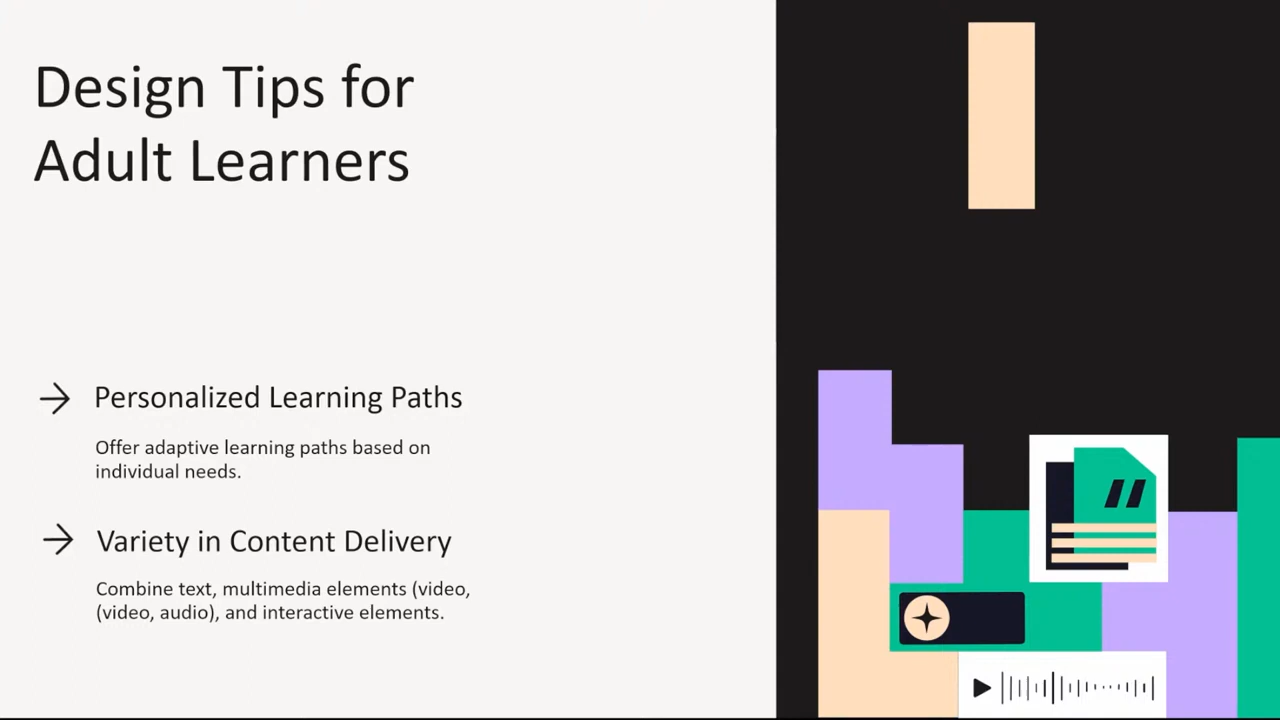 Design Tips for
Adult Learners
Personalized Learning Paths
Offer adaptive learning paths based on
individual needs.
Variety in Content Delivery
Combine text, multimedia elements (video,
(video, audio), and interactive elements.